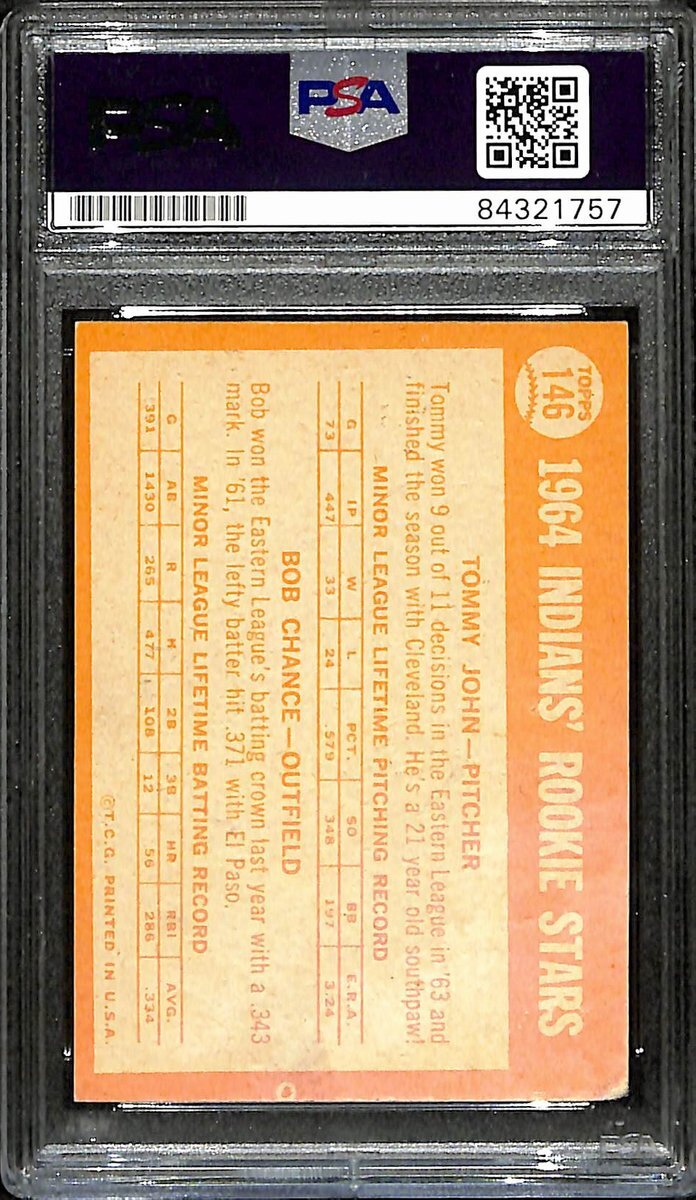 PSA
PSA
84321757
TOPPS
146
1964 INDIANS' ROOKIE STARS
TOMMY JOHN—PITCHER
Tommy won 9 out of 11 decisions in the Eastern League in '63 and
finished the season with Cleveland. He's a 21 year old southpaw!
MINOR LEAGUE LIFETIME PITCHING RECORD
G IP W L PCT. SO BB E.R.A.
73 447 33 24 .579 348 197 3.24
BOB CHANCE—OUTFIELD
Bob won the Eastern League's batting crown last year with a .343
mark. In '61, the lefty batter hit .371 with El Paso.
MINOR LEAGUE LIFETIME BATTING RECORD
G AB R H 2B 3B HR RBI AVG.
391 1430 265 477 108 12 56 286 .334
©T.C.G. PRINTED IN U.S.A.
PSA